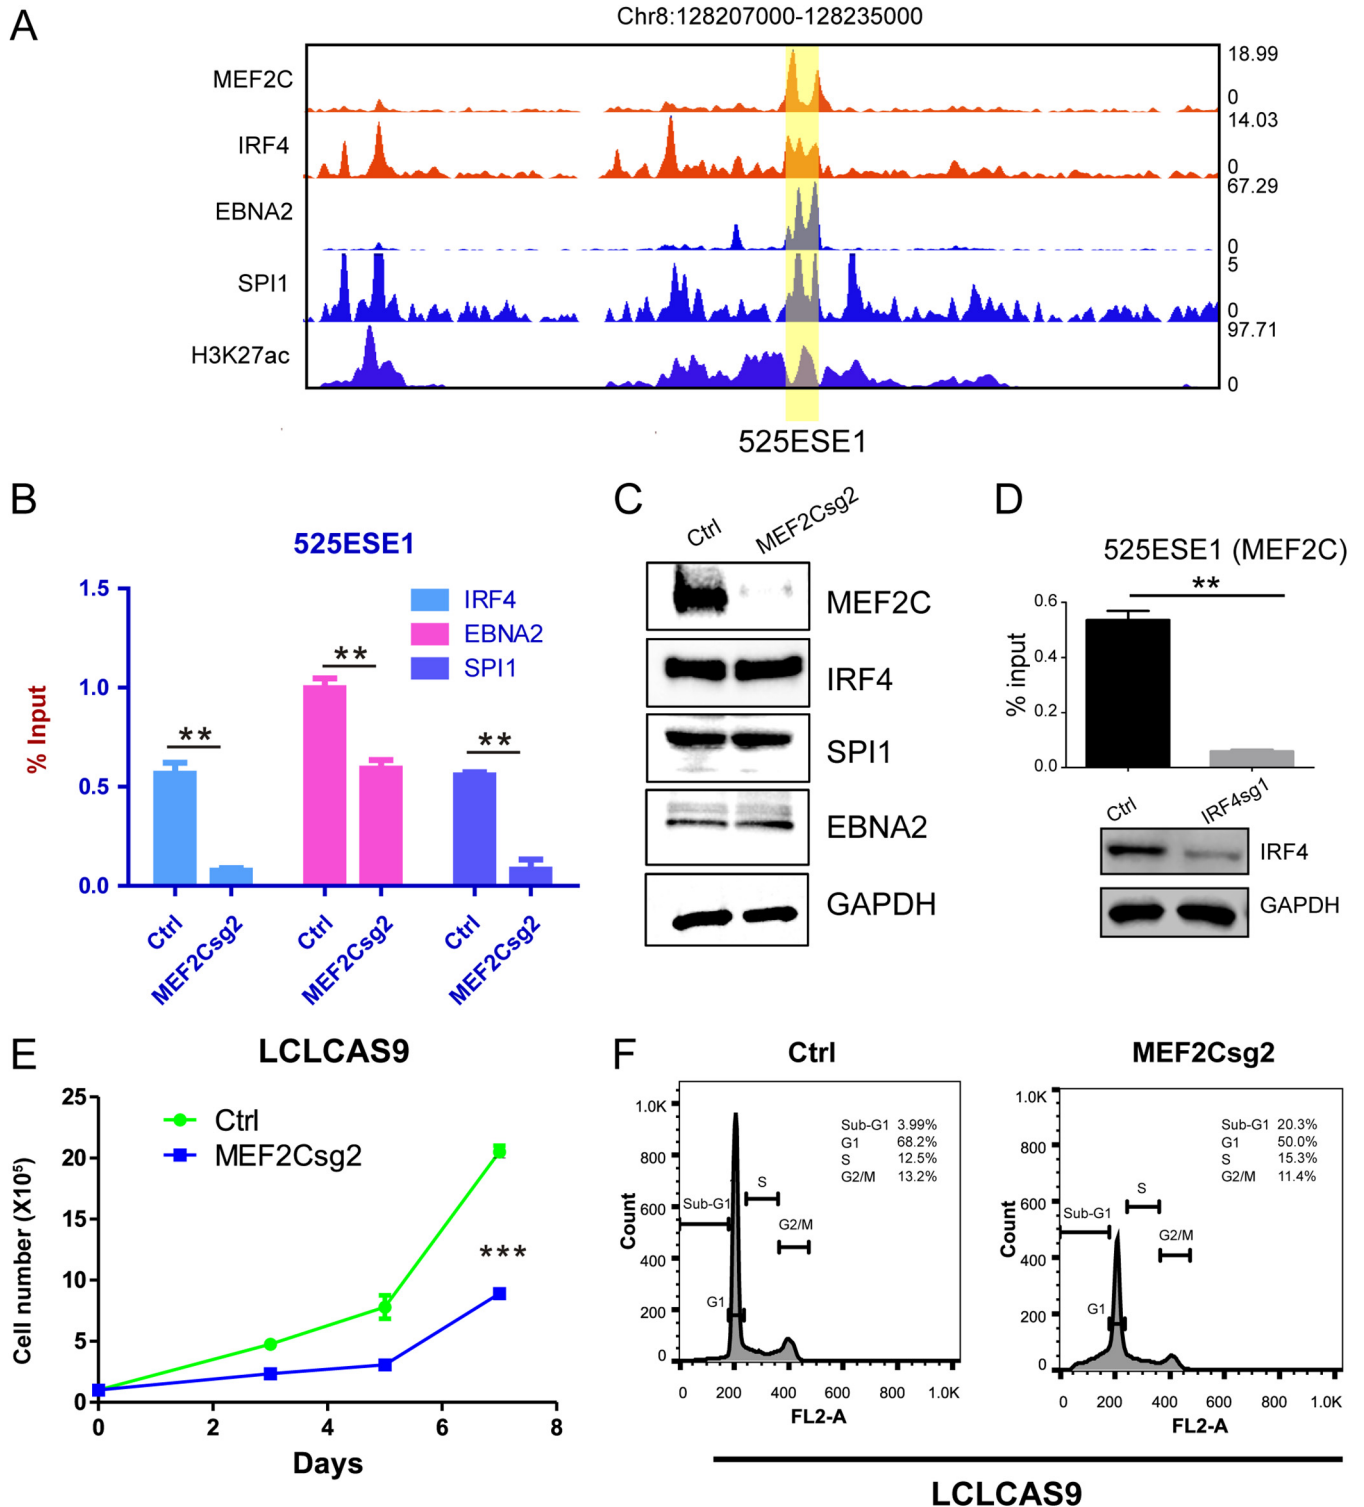 A
Chr8:128207000-128235000
MEF2C
18.99
0
IRF4
14.03
0
EBNA2
67.29
0
SPI1
5
0
H3K27ac
97.71
0
525ESE1
B
525ESE1
% Input
1.5
1.0
0.5
0.0
IRF4
EBNA2
SPI1
**
**
**
Ctrl
MEF2Csg2
Ctrl
MEF2Csg2
Ctrl
MEF2Csg2
C
Ctrl
MEF2Csg2
MEF2C
IRF4
SPI1
EBNA2
GAPDH
D
525ESE1 (MEF2C)
**
% input
0.6
0.4
0.2
0.0
Ctrl
IRF4sg1
IRF4
GAPDH
E
LCLCAS9
Cell number (X10⁵)
25
20
15
10
5
0
Ctrl
MEF2Csg2
***
0 2 4 6 8
Days
F
Ctrl
Count
1.0K
800
600
400
200
0
Sub-G1 3.99%
G1 68.2%
S 12.5%
G2/M 13.2%
S
Sub-G1
G2/M
G1
0 200 400 600 800 1.0K
FL2-A
MEF2Csg2
Count
1.0K
800
600
400
200
0
Sub-G1 20.3%
G1 50.0%
S 15.3%
G2/M 11.4%
S
Sub-G1
G2/M
G1
0 200 400 600 800 1.0K
FL2-A
LCLCAS9